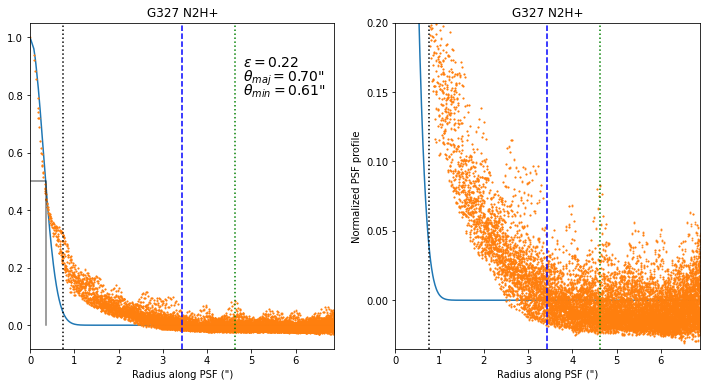 G327 N2H+
1.0
0.8
0.6
0.4
0.2
0.0
ϵ = 0.22
θmaj = 0.70"
θmin = 0.61"
0 1 2 3 4 5 6
Radius along PSF (")
G327 N2H+
Normalized PSF profile
0.20
0.15
0.10
0.05
0.00
0 1 2 3 4 5 6
Radius along PSF (")